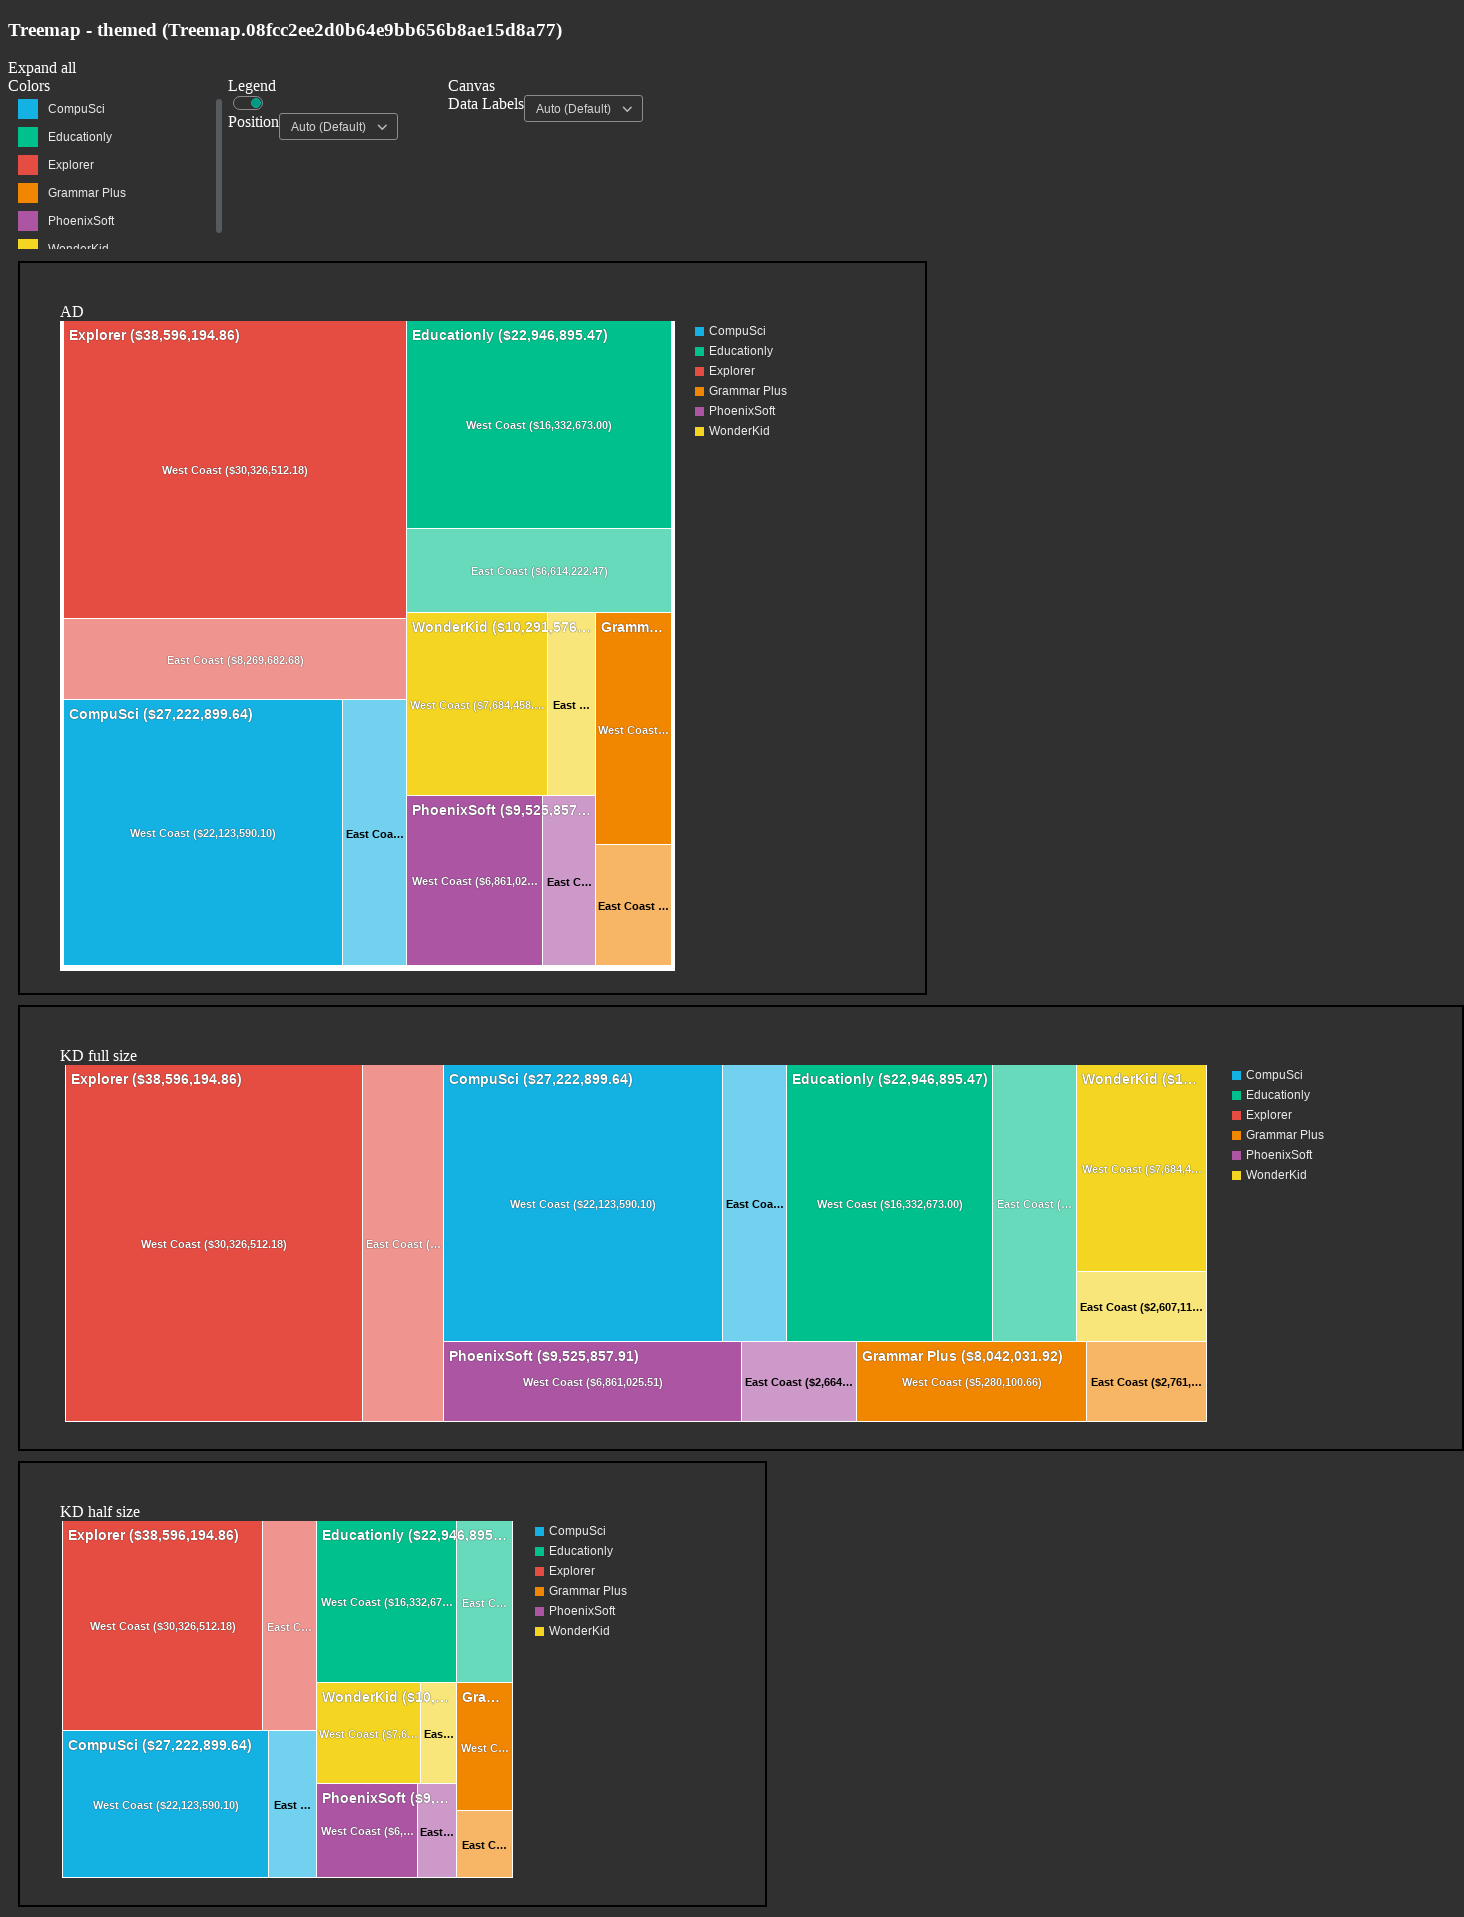 Treemap - themed (Treemap.08fcc2ee2d0b64e9bb656b8ae15d8a77)
Expand all
Colors
CompuSci
Educationly
Explorer
Grammar Plus
PhoenixSoft
WonderKid
Legend
Position Auto (Default)
Canvas
Data Labels Auto (Default)
AD
Explorer ($38,596,194.86)
West Coast ($30,326,512.18)
East Coast ($8,269,682.68)
CompuSci ($27,222,899.64)
West Coast ($22,123,590.10)
East Coa…
Educationly ($22,946,895.47)
West Coast ($16,332,673.00)
East Coast ($6,614,222.47)
WonderKid ($10,291,576…
West Coast ($7,684,458.…
East …
PhoenixSoft ($9,525,857…
West Coast ($6,861,02…
East C…
Gramm…
West Coast…
East Coast …
CompuSci
Educationly
Explorer
Grammar Plus
PhoenixSoft
WonderKid
KD full size
Explorer ($38,596,194.86)
West Coast ($30,326,512.18)
East Coast (…
CompuSci ($27,222,899.64)
West Coast ($22,123,590.10)
East Coa…
Educationly ($22,946,895.47)
West Coast ($16,332,673.00)
East Coast (…
WonderKid ($1…
West Coast ($7,684,4…
East Coast ($2,607,11…
PhoenixSoft ($9,525,857.91)
West Coast ($6,861,025.51)
East Coast ($2,664…
Grammar Plus ($8,042,031.92)
West Coast ($5,280,100.66)
East Coast ($2,761,…
CompuSci
Educationly
Explorer
Grammar Plus
PhoenixSoft
WonderKid
KD half size
Explorer ($38,596,194.86)
West Coast ($30,326,512.18)
East C…
CompuSci ($27,222,899.64)
West Coast ($22,123,590.10)
East …
Educationly ($22,946,895…
West Coast ($16,332,67…
East C…
WonderKid ($10,…
West Coast ($7,6…
Eas…
PhoenixSoft ($9,…
West Coast ($6,…
East…
Gra…
West C…
East C…
CompuSci
Educationly
Explorer
Grammar Plus
PhoenixSoft
WonderKid